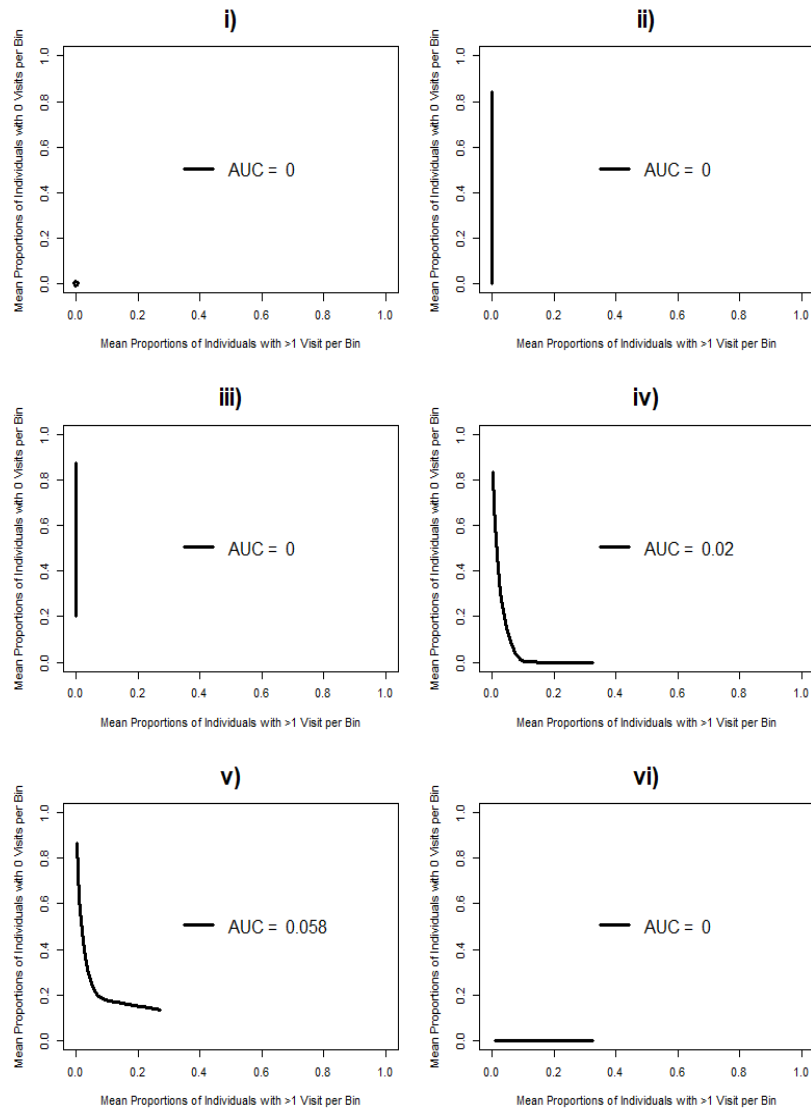 i)
Mean Proportions of Individuals with 0 Visits per Bin
1.0
0.8
0.6
0.4
0.2
0.0
AUC = 0
0.0 0.2 0.4 0.6 0.8 1.0
Mean Proportions of Individuals with >1 Visit per Bin
ii)
Mean Proportions of Individuals with 0 Visits per Bin
1.0
0.8
0.6
0.4
0.2
0.0
AUC = 0
0.0 0.2 0.4 0.6 0.8 1.0
Mean Proportions of Individuals with >1 Visit per Bin
iii)
Mean Proportions of Individuals with 0 Visits per Bin
1.0
0.8
0.6
0.4
0.2
0.0
AUC = 0
0.0 0.2 0.4 0.6 0.8 1.0
Mean Proportions of Individuals with >1 Visit per Bin
iv)
Mean Proportions of Individuals with 0 Visits per Bin
1.0
0.8
0.6
0.4
0.2
0.0
AUC = 0.02
0.0 0.2 0.4 0.6 0.8 1.0
Mean Proportions of Individuals with >1 Visit per Bin
v)
Mean Proportions of Individuals with 0 Visits per Bin
1.0
0.8
0.6
0.4
0.2
0.0
AUC = 0.058
0.0 0.2 0.4 0.6 0.8 1.0
Mean Proportions of Individuals with >1 Visit per Bin
vi)
Mean Proportions of Individuals with 0 Visits per Bin
1.0
0.8
0.6
0.4
0.2
0.0
AUC = 0
0.0 0.2 0.4 0.6 0.8 1.0
Mean Proportions of Individuals with >1 Visit per Bin